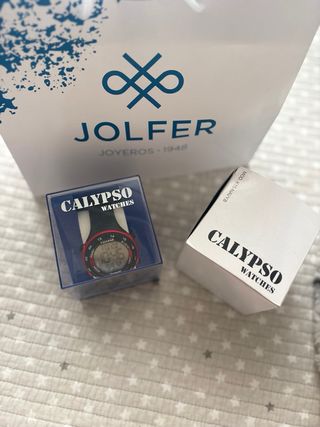 JOLFER
JOYEROS - 1948
CALYPSO
WATCHES
CALYPSO
WATCHES